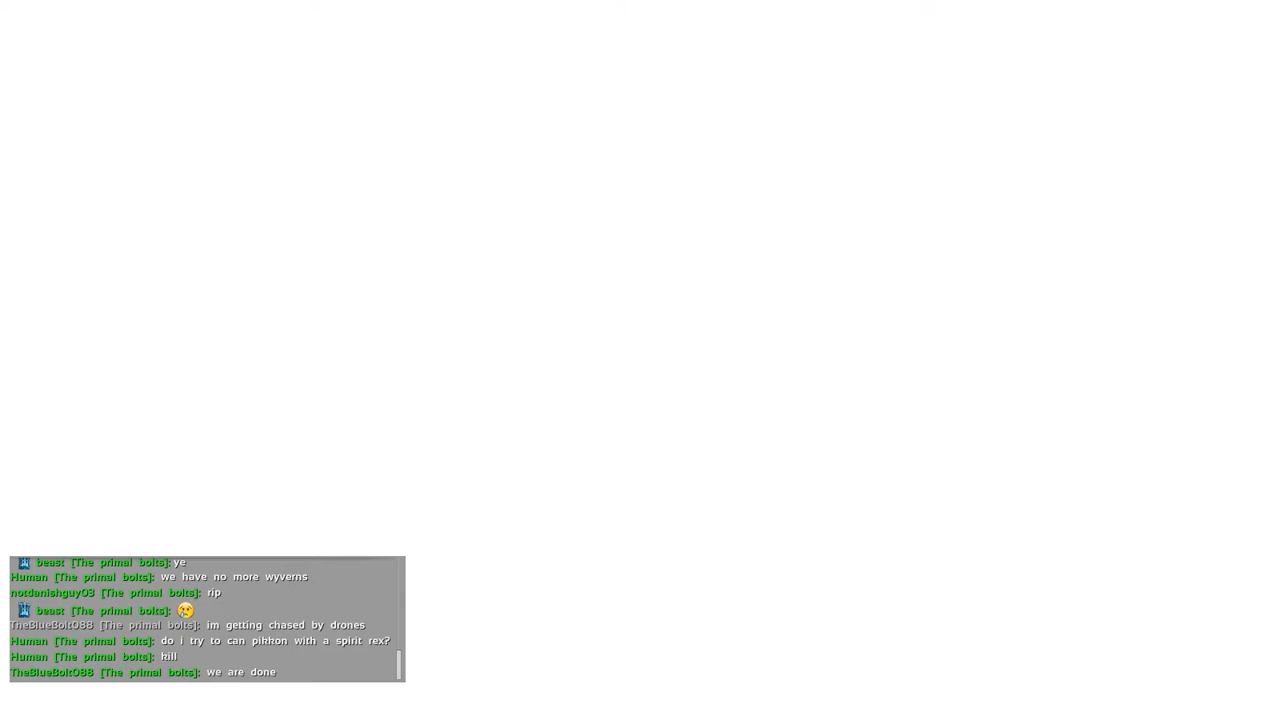 beast [The primal bolts]: ye
Human [The primal bolts]: we have no more wyverns
notdanishguy03 [The primal bolts]: rip
beast [The primal bolts]: 😢
TheBlueBolt088 [The primal bolts]: im getting chased by drones
Human [The primal bolts]: do i try to can pikkon with a spirit rex?
Human [The primal bolts]: kill
TheBlueBolt088 [The primal bolts]: we are done